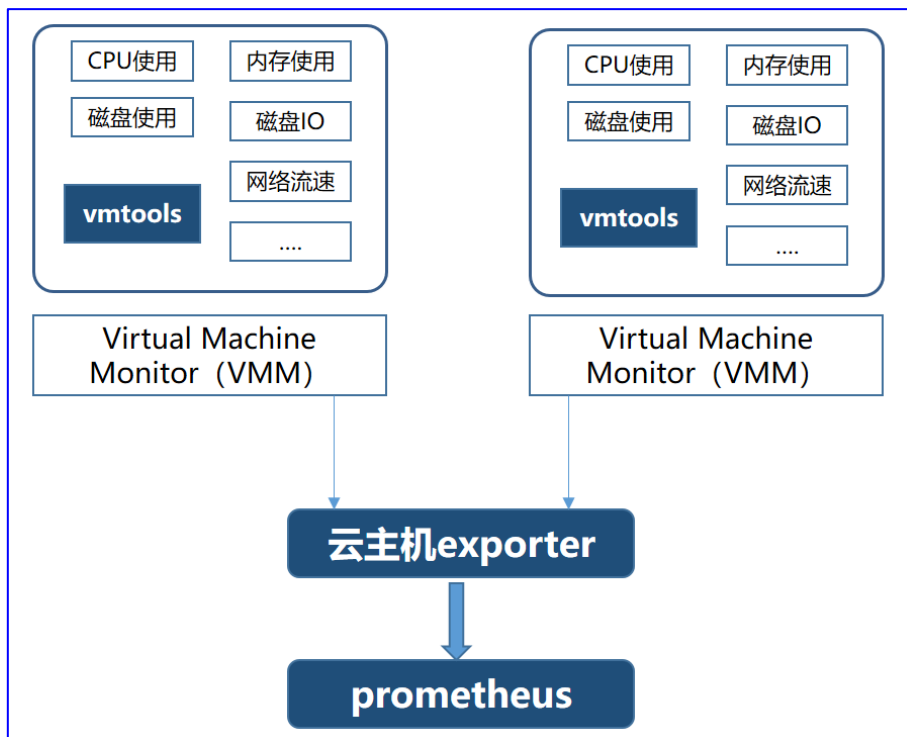 CPU使用
内存使用
磁盘使用
磁盘IO
网络流速
vmtools
....
Virtual Machine
Monitor（VMM）
CPU使用
内存使用
磁盘使用
磁盘IO
网络流速
vmtools
....
Virtual Machine
Monitor（VMM）
云主机exporter
prometheus